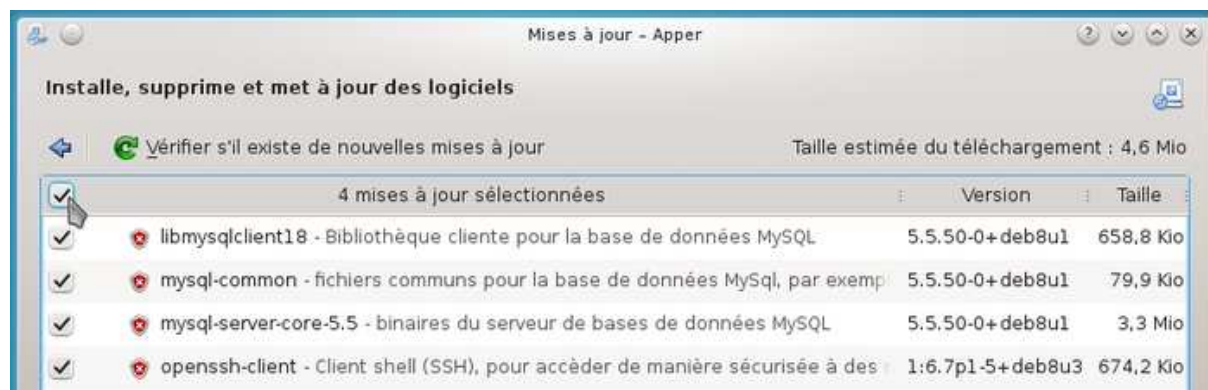 Mises à jour – Apper
Installe, supprime et met à jour des logiciels
Vérifier s'il existe de nouvelles mises à jour Taille estimée du téléchargement : 4,6 Mio
4 mises à jour sélectionnées Version Taille
libmysqlclient18 - Bibliothèque cliente pour la base de données MySQL 5.5.50-0+deb8u1 658,8 Kio
mysql-common - fichiers communs pour la base de données MySql, par exemp 5.5.50-0+deb8u1 79,9 Kio
mysql-server-core-5.5 - binaires du serveur de bases de données MySQL 5.5.50-0+deb8u1 3,3 Mio
openssh-client - Client shell (SSH), pour accèder de manière sécurisée à des 1:6.7p1-5+deb8u3 674,2 Kio